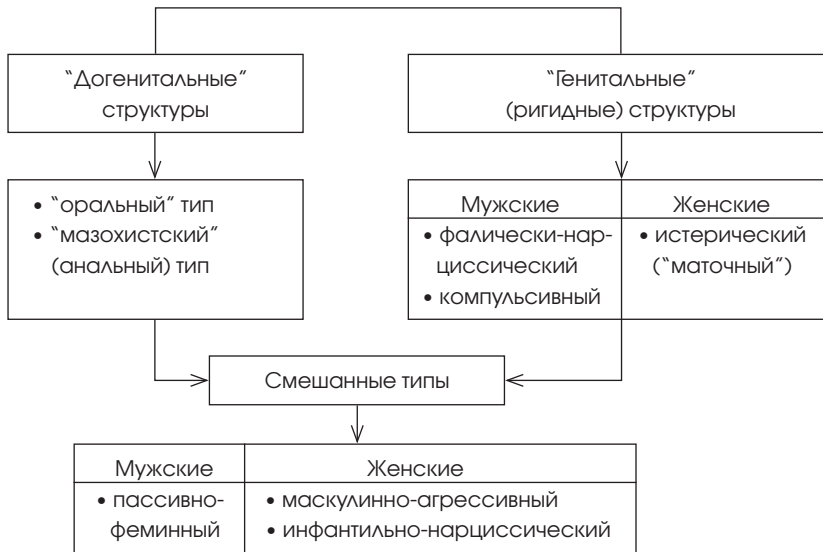 “Догенитальные”
структуры
“Генитальные”
(ригидные) структуры
• “оральный” тип
• “мазохистский”
(анальный) тип
Мужские
• фалически-нар-
циссический
• компульсивный
Женские
• истерический
(“маточный”)
Смешанные типы
Мужские
• пассивно-
феминный
Женские
• маскулинно-агрессивный
• инфантильно-нарциссический